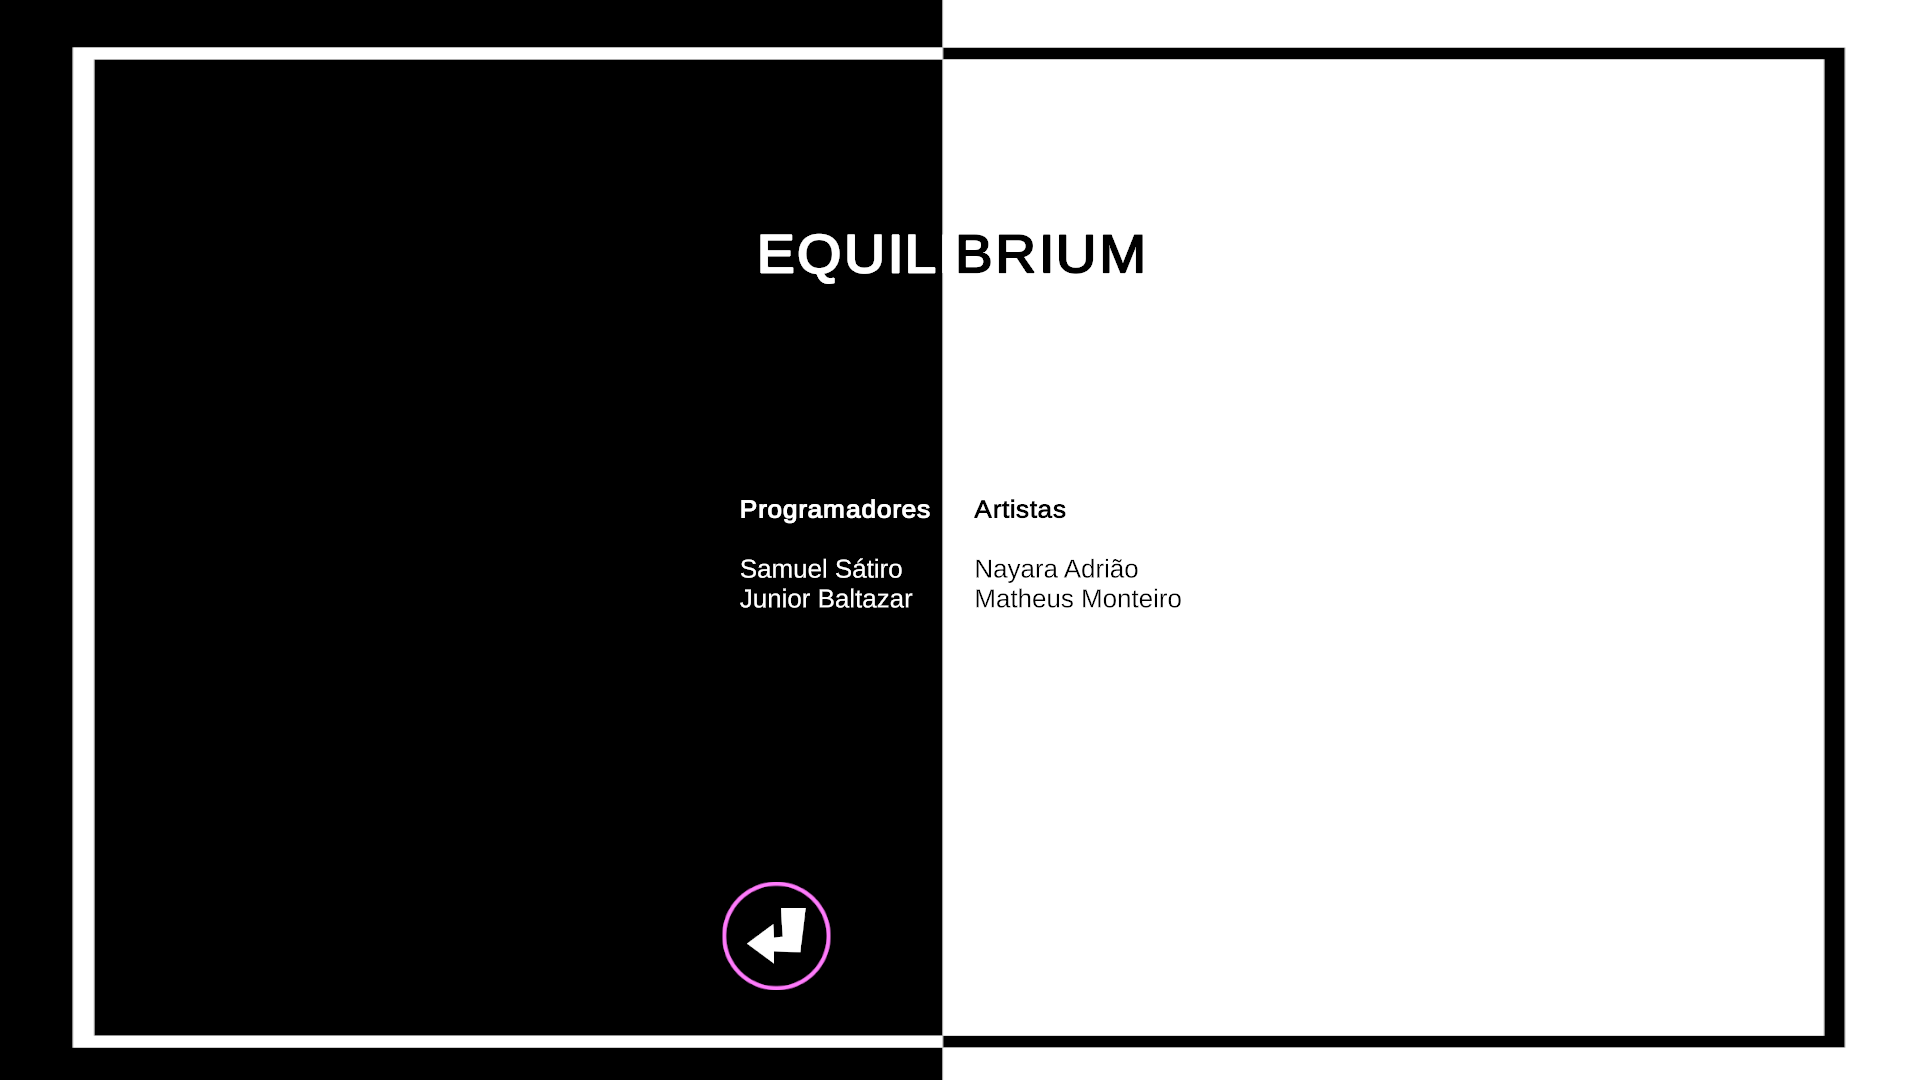 EQUILIBRIUM
Programadores
Samuel Sátiro
Junior Baltazar
Artistas
Nayara Adrião
Matheus Monteiro